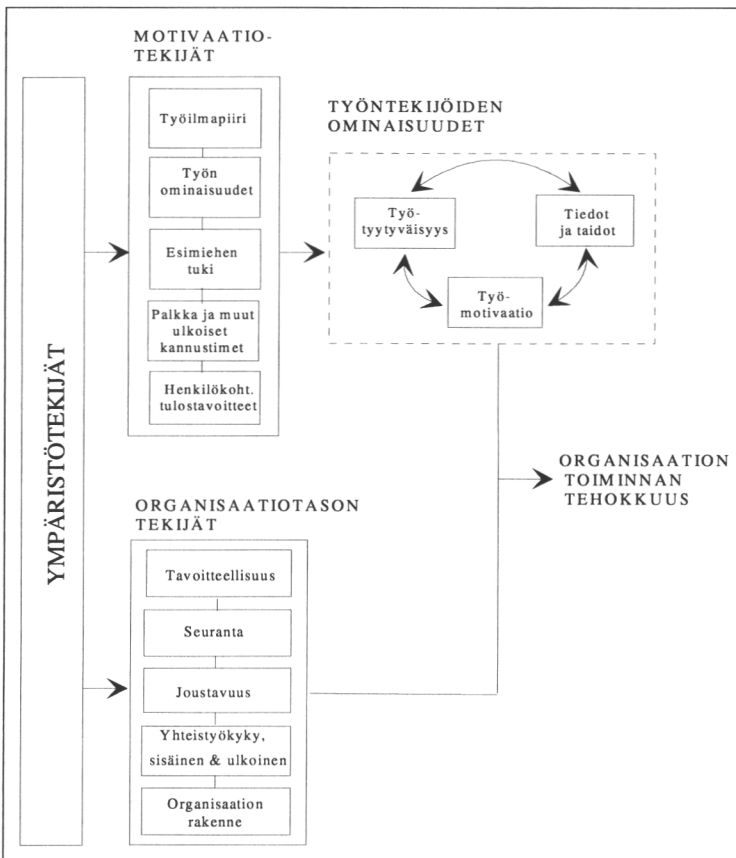 MOTIVAATIO-
TEKIJÄT
Työilmapiiri
Työn
ominaisuudet
Esimiehen
tuki
Palkka ja muut
ulkoiset
kannustimet
Henkilökoht.
tulostavoitteet
TYÖNTEKIJÖIDEN
OMINAISUUDET
Työ-
tyytyväisyys
Tiedot
ja taidot
Työ-
motivaatio
YMPÄRISTÖTEKIJÄT
ORGANISAATION
TOIMINNAN
TEHOKKUUS
ORGANISAATIOTASON
TEKIJÄT
Tavoitteellisuus
Seuranta
Joustavuus
Yhteistyökyky,
sisäinen & ulkoinen
Organisaation
rakenne